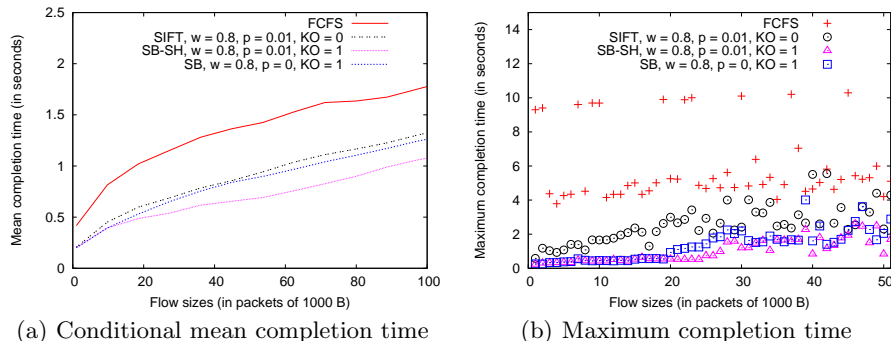 FCFS
SIFT, w = 0.8, p = 0.01, KO = 0
SB-SH, w = 0.8, p = 0.01, KO = 1
SB, w = 0.8, p = 0, KO = 1
Mean completion time (in seconds)
2.5
2
1.5
1
0.5
0
0 20 40 60 80 100
Flow sizes (in packets of 1000 B)
(a) Conditional mean completion time
FCFS
SIFT, w = 0.8, p = 0.01, KO = 0
SB-SH, w = 0.8, p = 0.01, KO = 1
SB, w = 0.8, p = 0, KO = 1
Maximum completion time (in seconds)
14
12
10
8
6
4
2
0
0 10 20 30 40 50
Flow sizes (in packets of 1000 B)
(b) Maximum completion time